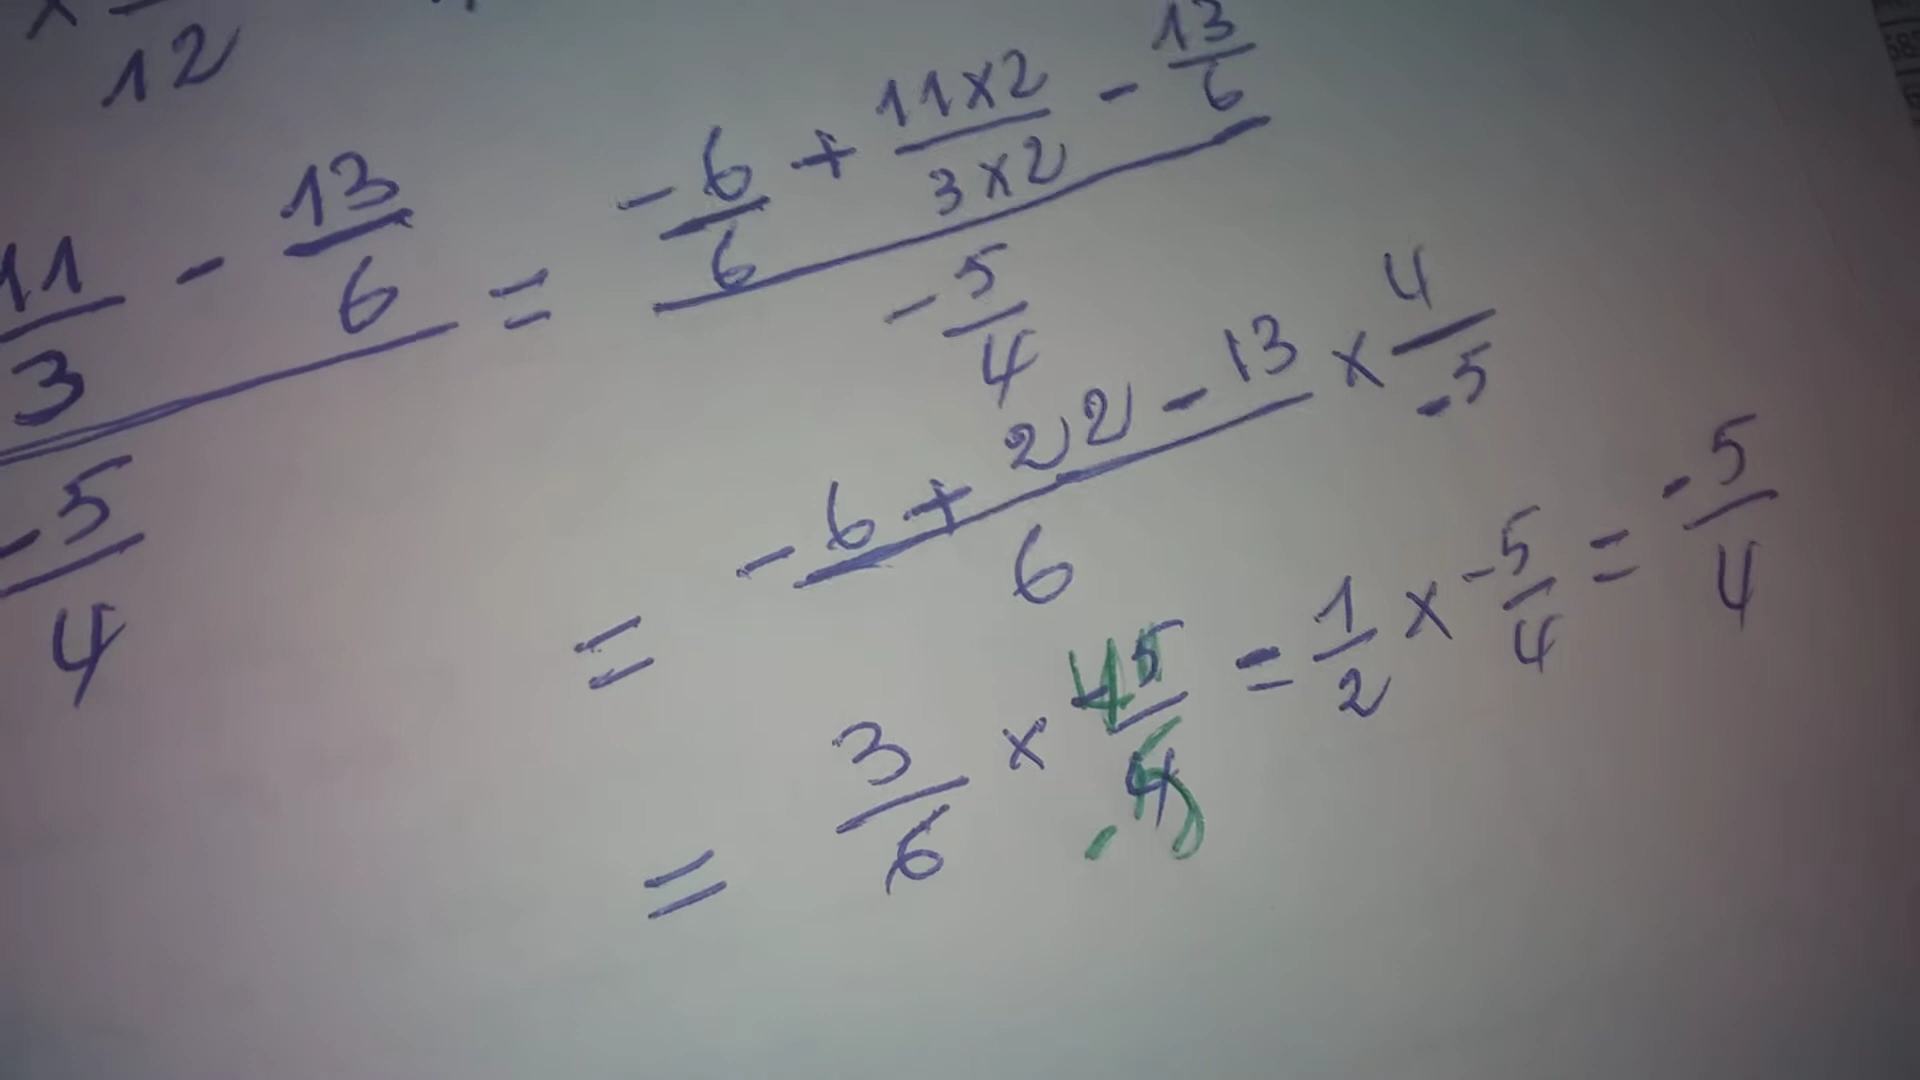 × — 12
11/3 - 13/6 / -5/4 = -6/6 + 11×2/3×2 - 13/6 / -5/4
= -6 + 22 - 13 / 6 × 4/-5
= 3/6 × 4/-5 = 1/2 × -5/4 = -5/4